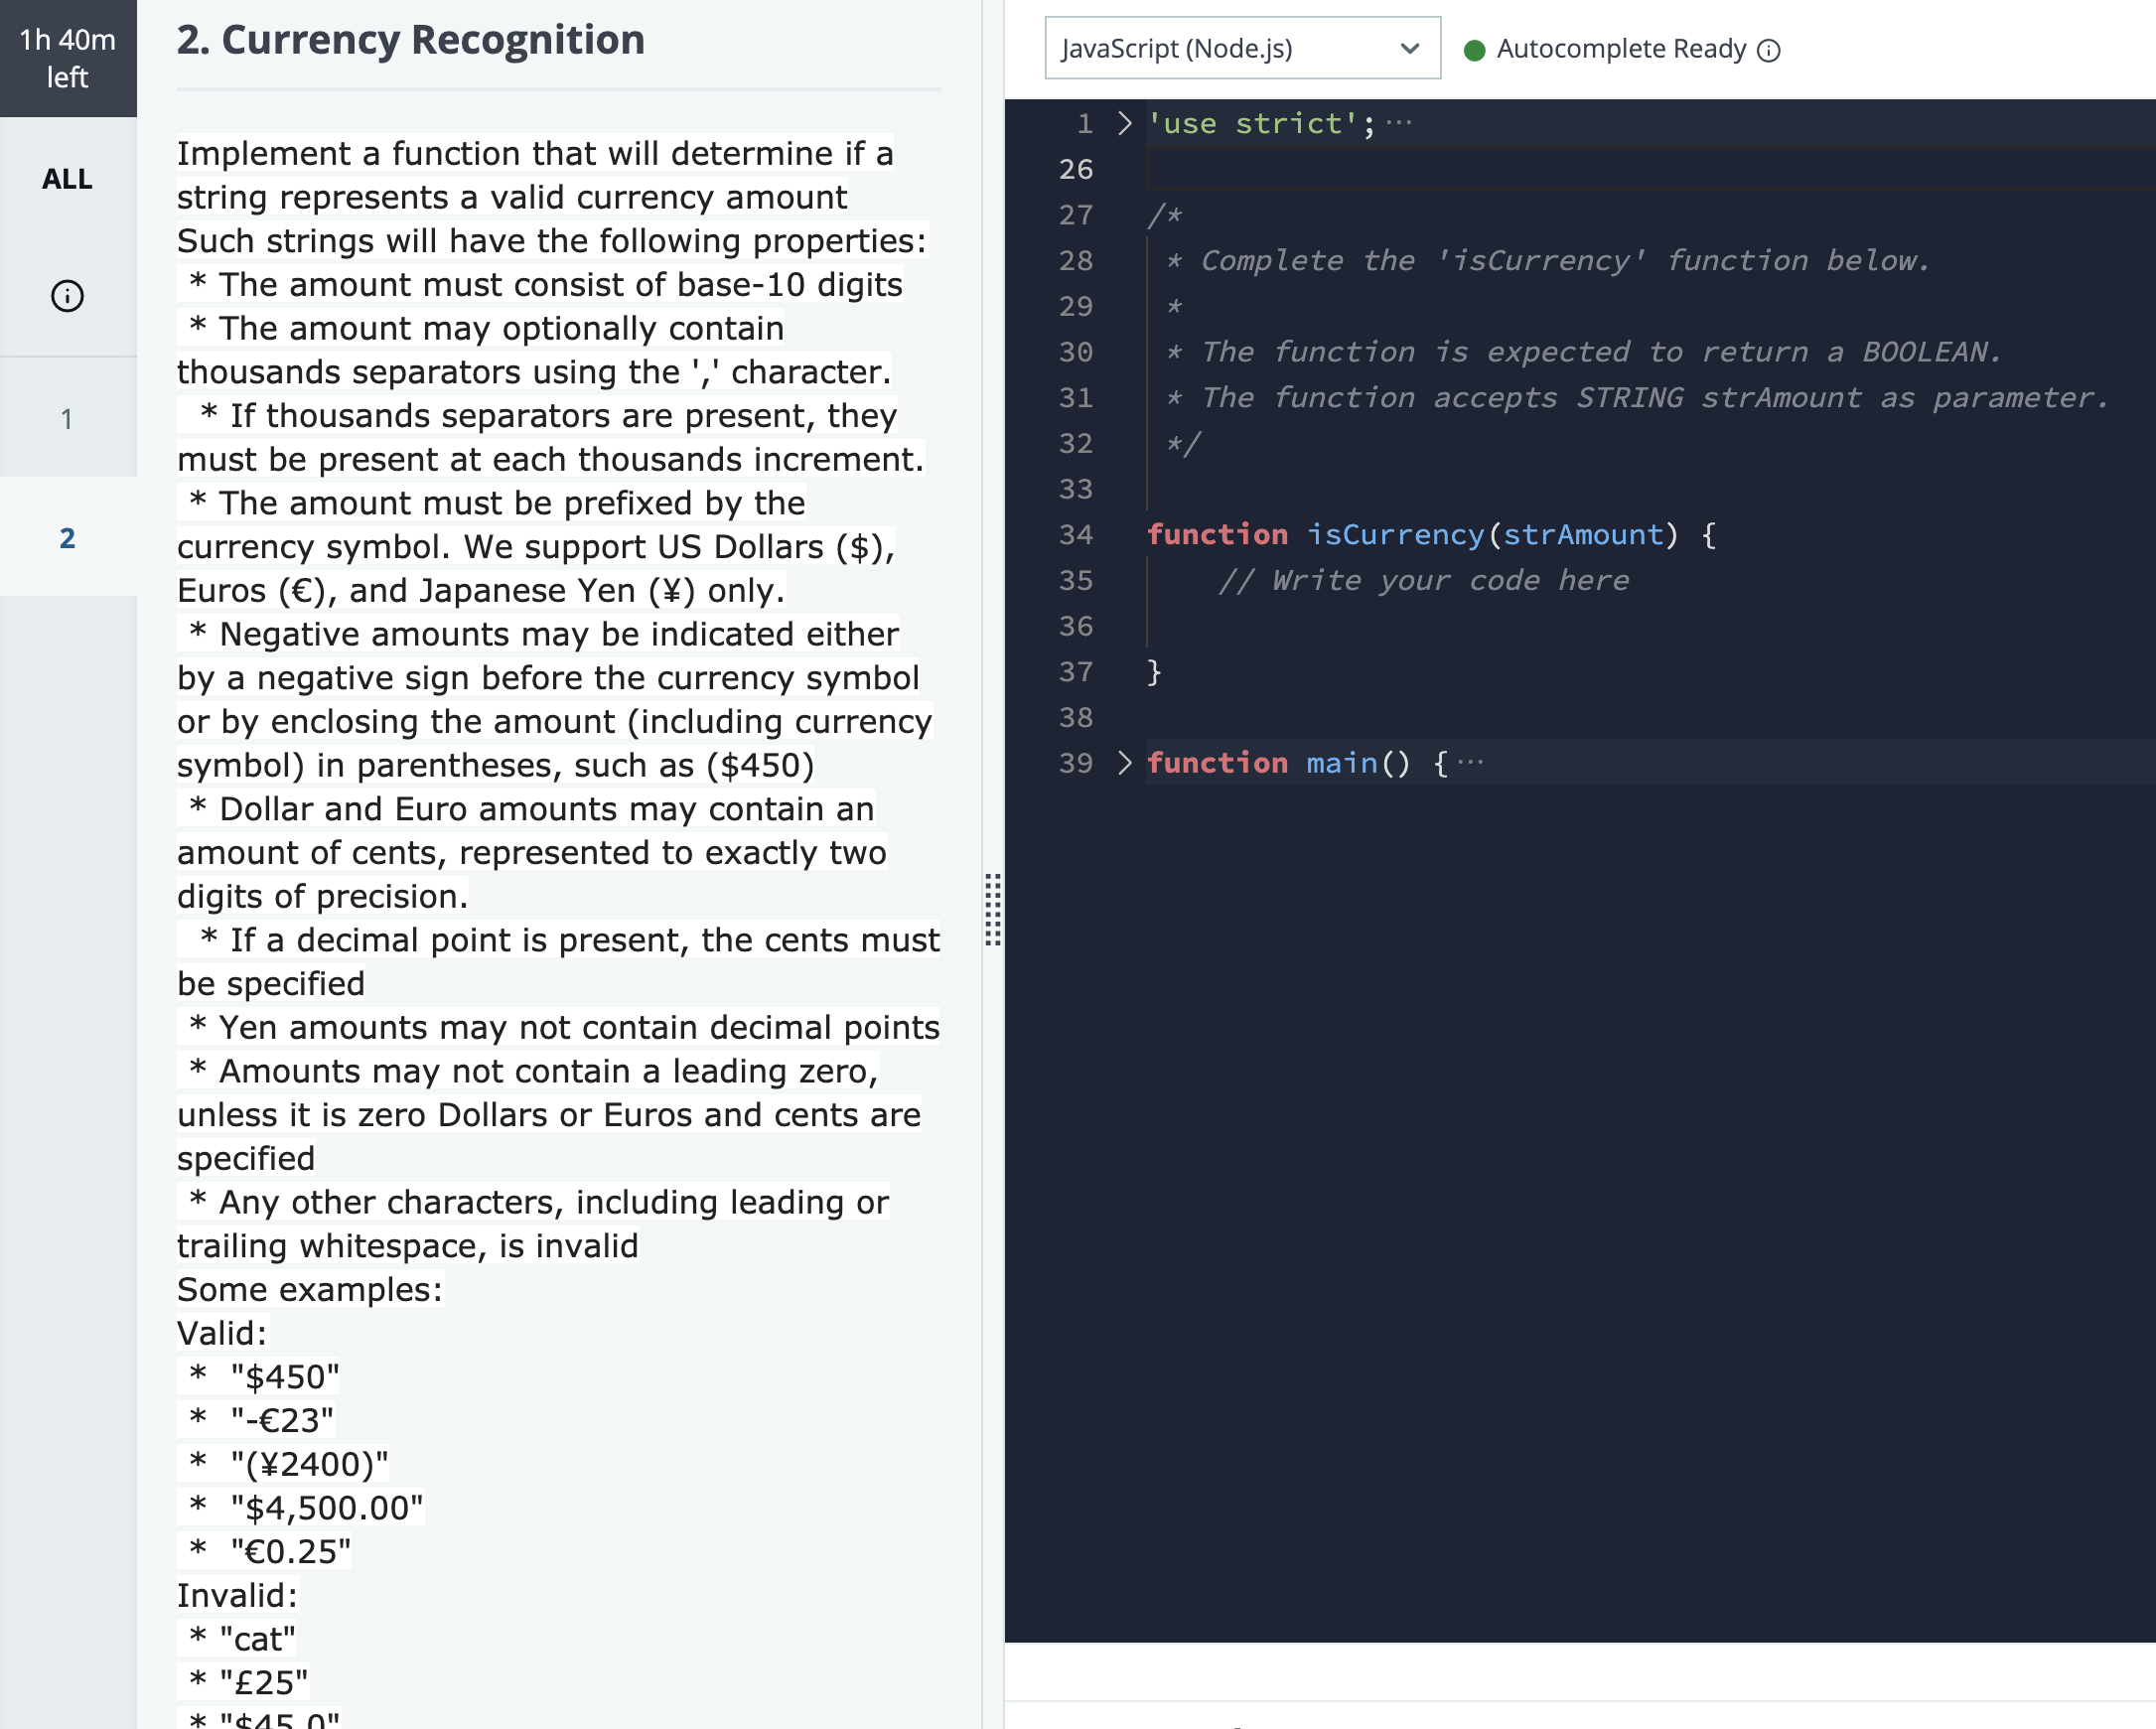 1h 40m
left
ALL
1
2
2. Currency Recognition
Implement a function that will determine if a
string represents a valid currency amount
Such strings will have the following properties:
* The amount must consist of base-10 digits
* The amount may optionally contain
thousands separators using the ',' character.
* If thousands separators are present, they
must be present at each thousands increment.
* The amount must be prefixed by the
currency symbol. We support US Dollars ($),
Euros (€), and Japanese Yen (¥) only.
* Negative amounts may be indicated either
by a negative sign before the currency symbol
or by enclosing the amount (including currency
symbol) in parentheses, such as ($450)
* Dollar and Euro amounts may contain an
amount of cents, represented to exactly two
digits of precision.
* If a decimal point is present, the cents must
be specified
* Yen amounts may not contain decimal points
* Amounts may not contain a leading zero,
unless it is zero Dollars or Euros and cents are
specified
* Any other characters, including leading or
trailing whitespace, is invalid
Some examples:
Valid:
* "$450"
* "-€23"
* "(¥2400)"
* "$4,500.00"
* "€0.25"
Invalid:
* "cat"
* "£25"
* "$45.0"
JavaScript (Node.js)
Autocomplete Ready
1 'use strict'; ···
26
27 /*
28 * Complete the 'isCurrency' function below.
29 *
30 * The function is expected to return a BOOLEAN.
31 * The function accepts STRING strAmount as parameter.
32 */
33
34 function isCurrency(strAmount) {
35 // Write your code here
36
37 }
38
39 function main() { ···